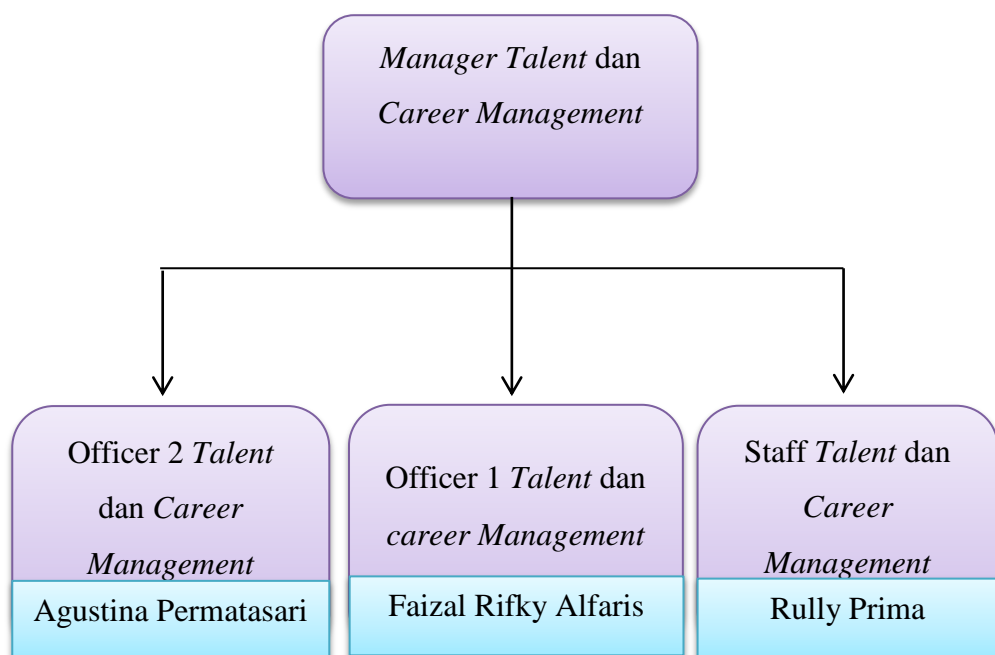 Manager Talent dan
Career Management
Officer 2 Talent
dan Career
Management
Agustina Permatasari
Officer 1 Talent dan
career Management
Faizal Rifky Alfaris
Staff Talent dan
Career
Management
Rully Prima